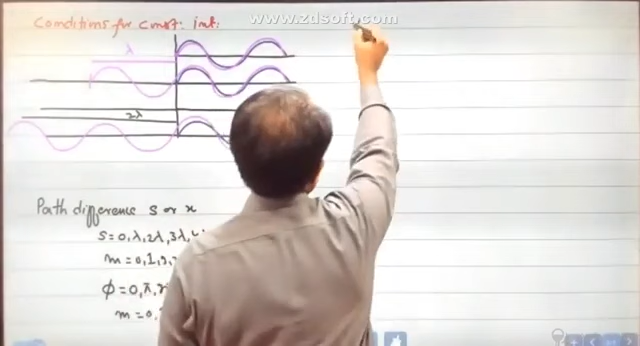 www.zdsoft.com
Conditions for const: int:
λ
2λ
Path difference s or x
s=0,λ,2λ,3λ,
m=0,1,2,
ϕ=0,π,
m=0,